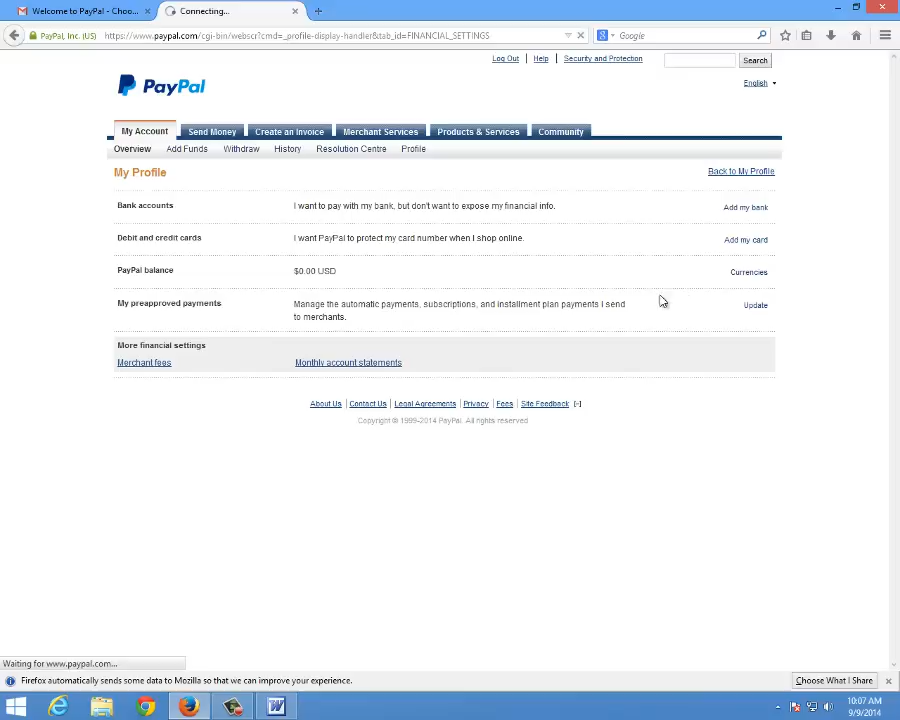 Welcome to PayPal - Choo...
Connecting...
PayPal, Inc. (US)
https://www.paypal.com/cgi-bin/webscr?cmd=_profile-display-handler&tab_id=FINANCIAL_SETTINGS
Google
Log Out
Help
Security and Protection
Search
English
PayPal
My Account
Send Money
Create an Invoice
Merchant Services
Products & Services
Community
Overview
Add Funds
Withdraw
History
Resolution Centre
Profile
My Profile
Back to My Profile
Bank accounts
I want to pay with my bank, but don't want to expose my financial info.
Add my bank
Debit and credit cards
I want PayPal to protect my card number when I shop online.
Add my card
PayPal balance
$0.00 USD
Currencies
My preapproved payments
Manage the automatic payments, subscriptions, and installment plan payments I send
to merchants.
Update
More financial settings
Merchant fees
Monthly account statements
About Us
Contact Us
Legal Agreements
Privacy
Fees
Site Feedback [-]
Copyright © 1999-2014 PayPal. All rights reserved
Waiting for www.paypal.com...
Firefox automatically sends some data to Mozilla so that we can improve your experience.
Choose What I Share
10:07 AM
9/9/2014